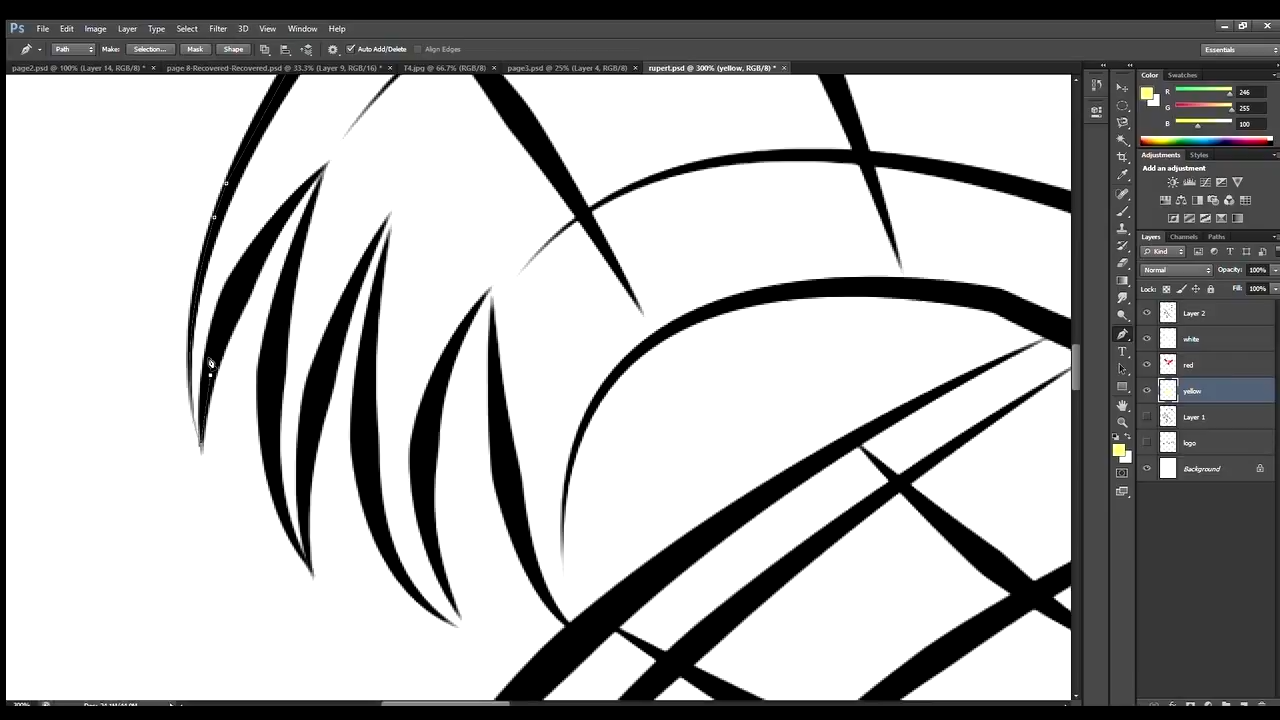 Ps File Edit Image Layer Type Select Filter 3D View Window Help
Path Make: Selection... Mask Shape Auto Add/Delete Align Edges Essentials
page2.psd @ 100% (Layer 14, RGB/8) * × page 8-Recovered-Recovered.psd @ 33.3% (Layer 9, RGB/16) * × T4.jpg @ 66.7% (RGB/8) × page3.psd @ 25% (Layer 4, RGB/8) × rupert.psd @ 300% (yellow, RGB/8) * ×
Color Swatches
R 246
G 255
B 100
Adjustments Styles
Add an adjustment
Layers Channels Paths
Kind
Normal Opacity: 100%
Lock: Fill: 100%
Layer 2
white
red
yellow
Layer 1
logo
Background